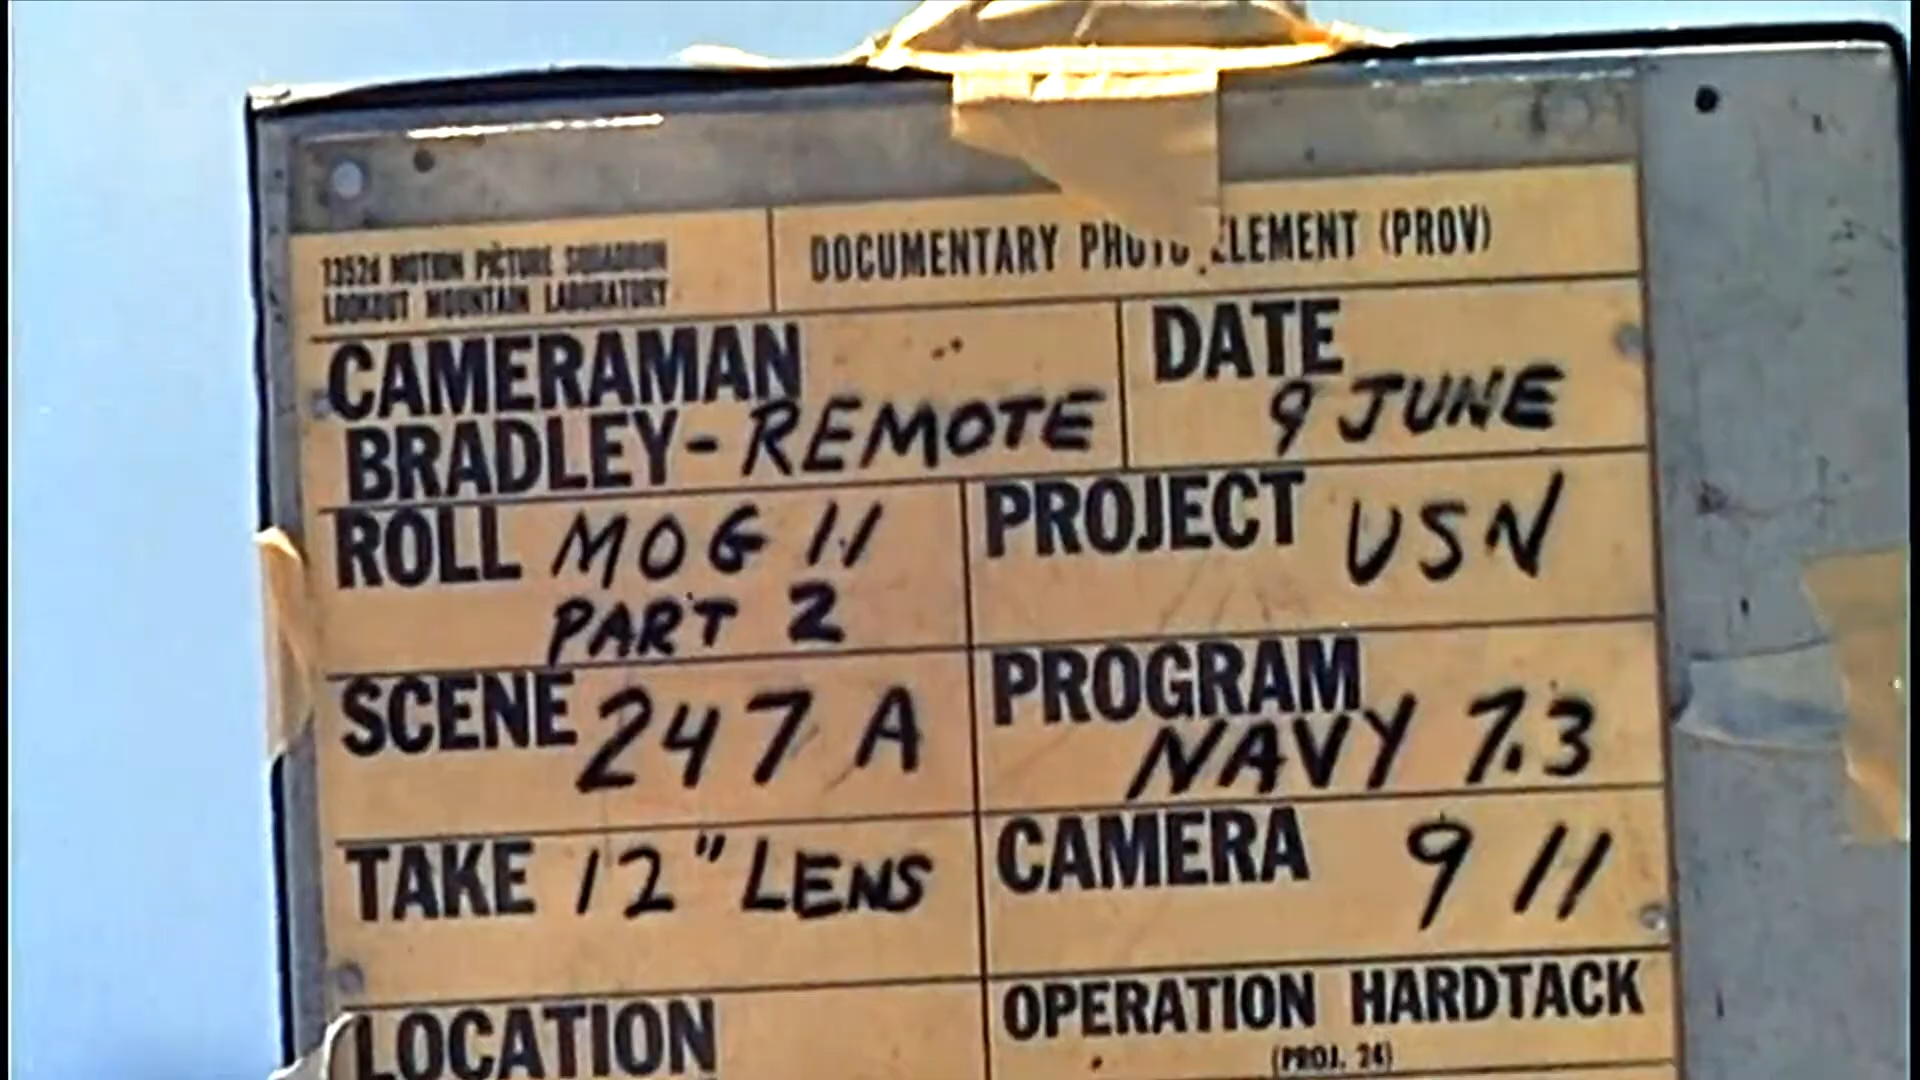 1352d MOTION PICTURE SQUADRON
LOOKOUT MOUNTAIN LABORATORY
DOCUMENTARY PHOTO ELEMENT (PROV)
CAMERAMAN
BRADLEY-REMOTE
DATE
9 JUNE
ROLL MOG 11
PART 2
PROJECT USN
SCENE 247 A
PROGRAM
NAVY 7.3
TAKE 12" LENS
CAMERA 9 11
LOCATION
OPERATION HARDTACK
(PROJ. 24)